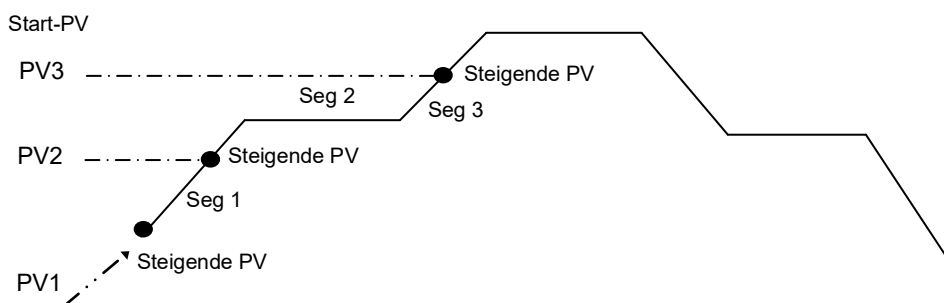 Start-PV
PV3
Steigende PV
Seg 2
Seg 3
PV2
Steigende PV
Seg 1
Steigende PV
PV1